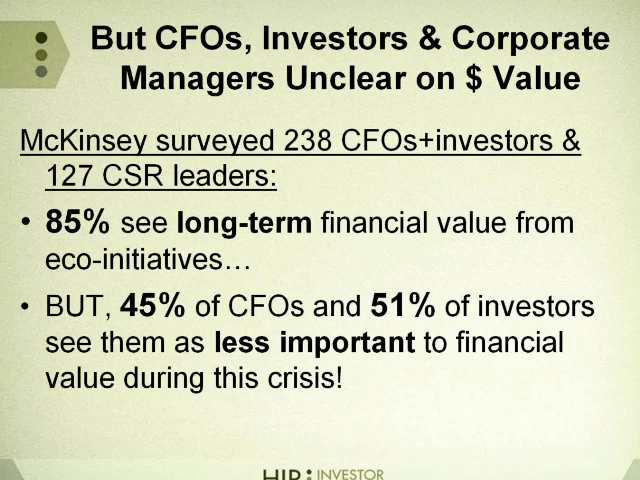 But CFOs, Investors & Corporate
Managers Unclear on $ Value
McKinsey surveyed 238 CFOs+investors &
127 CSR leaders:
• 85% see long-term financial value from
eco-initiatives…
• BUT, 45% of CFOs and 51% of investors
see them as less important to financial
value during this crisis!
HIP: INVESTOR